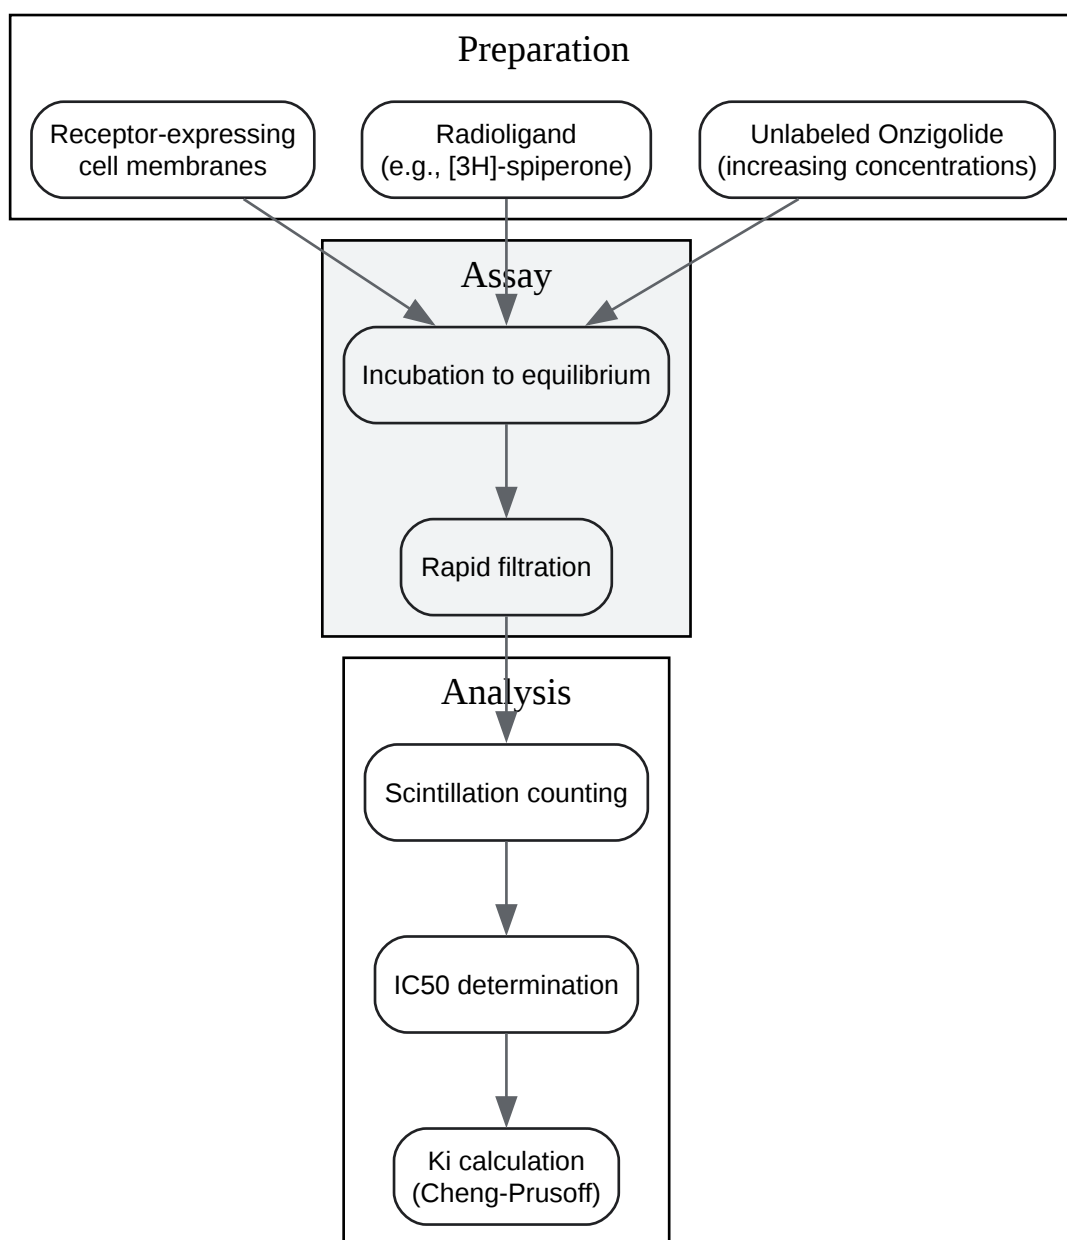 Preparation
Receptor-expressing
cell membranes
Radioligand
(e.g., [3H]-spiperone)
Unlabeled Onzigolide
(increasing concentrations)
Assay
Incubation to equilibrium
Rapid filtration
Analysis
Scintillation counting
IC50 determination
Ki calculation
(Cheng-Prusoff)